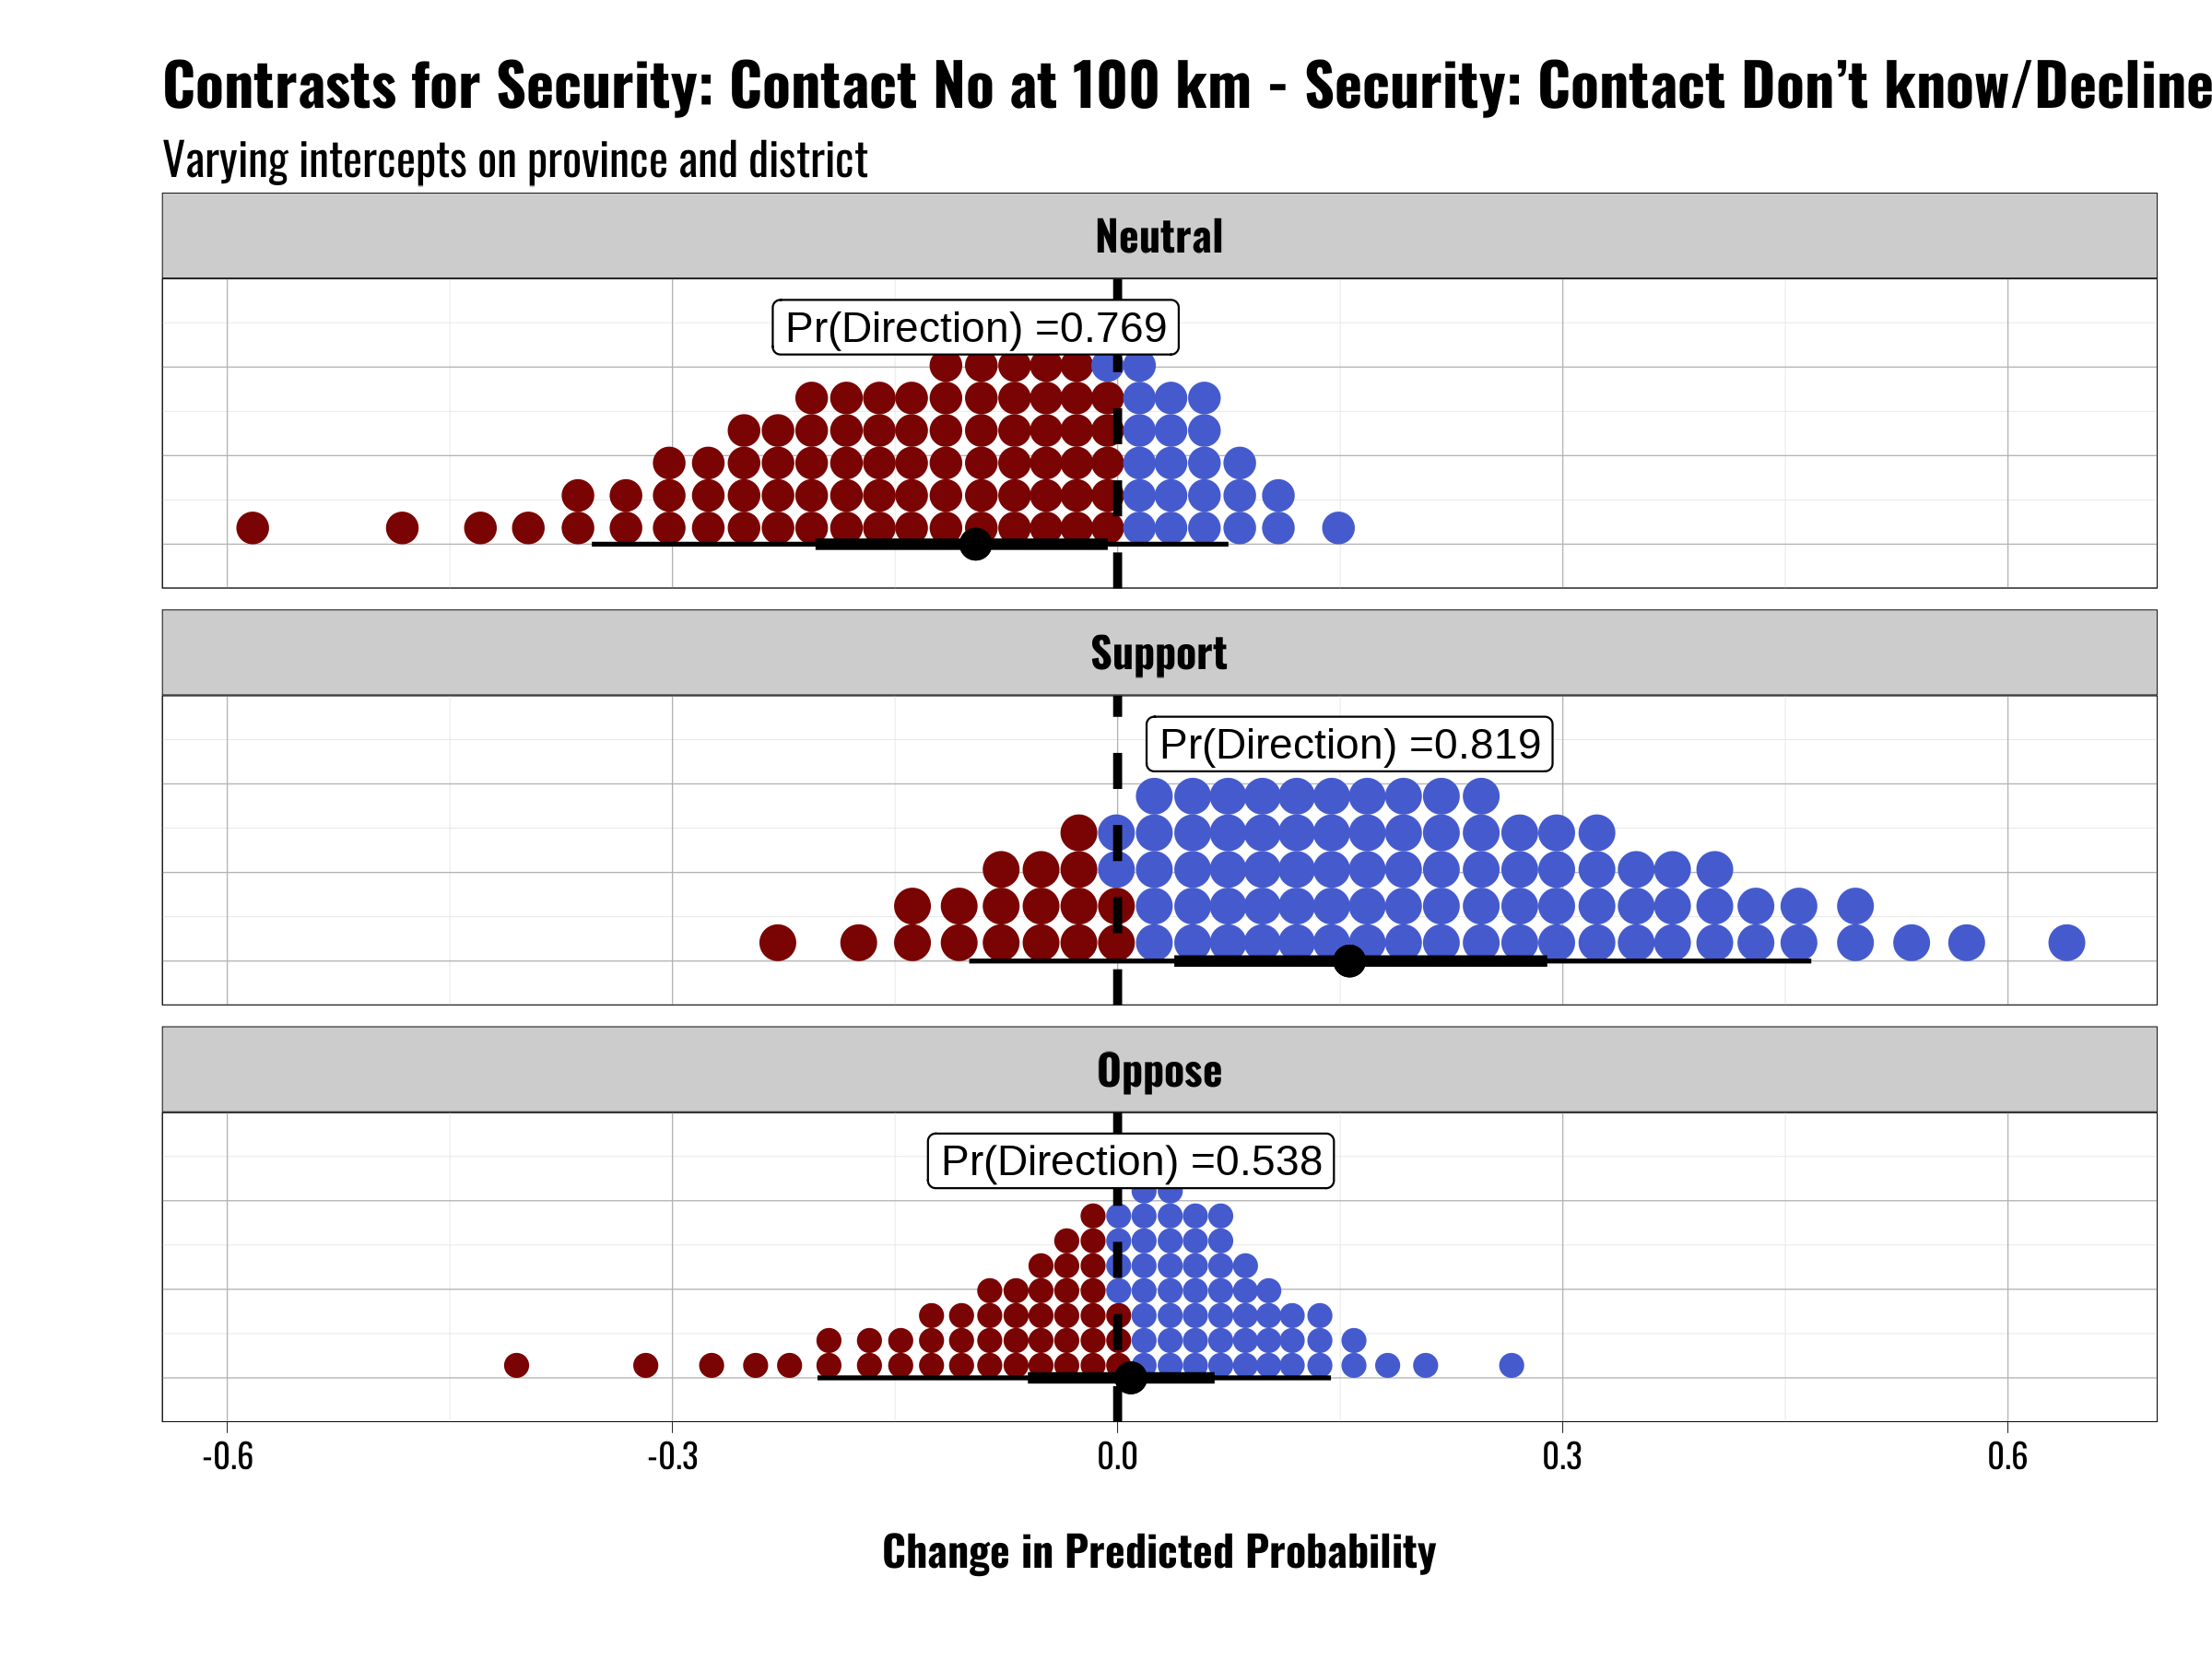 Contrasts for Security: Contact No at 100 km - Security: Contact Don’t know/Decline
Varying intercepts on province and district
Neutral
Pr(Direction) =0.769
Support
Pr(Direction) =0.819
Oppose
Pr(Direction) =0.538
-0.6 -0.3 0.0 0.3 0.6
Change in Predicted Probability